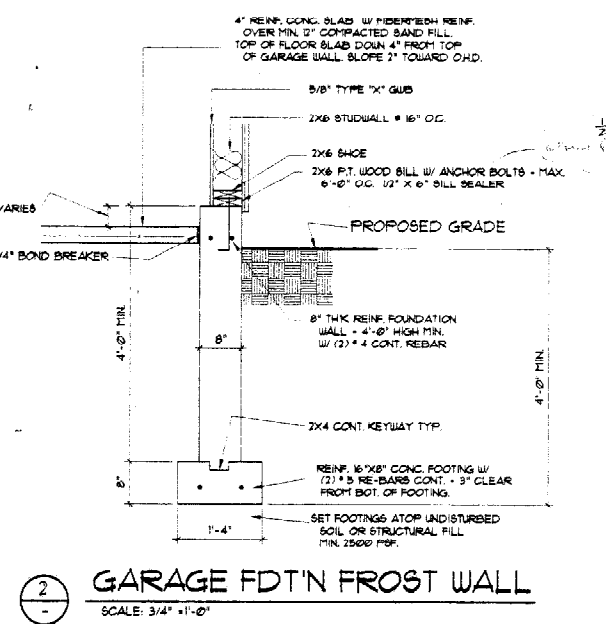 4" REINF. CONC. SLAB W/ FIBERMESH REINF.
OVER MIN. 12" COMPACTED SAND FILL.
TOP OF FLOOR SLAB DOWN 4" FROM TOP
OF GARAGE WALL. SLOPE 2" TOWARD O.H.D.
5/8" TYPE "X" GWB
2X6 STUDWALL @ 16" O.C.
2X6 SHOE
2X6 P.T. WOOD SILL W/ ANCHOR BOLTS - MAX.
6'-0" O.C. 1/2" X 6" SILL SEALER
1/2
VARIES
PROPOSED GRADE
1/4" BOND BREAKER
8" THK REINF. FOUNDATION
WALL - 4'-0" HIGH MIN.
W/ (2) # 4 CONT. REBAR
4'-0" MIN.
8"
4'-0" MIN.
2X4 CONT. KEYWAY TYP.
8"
REINF. 16"X8" CONC. FOOTING W/
(2) # 5 RE-BARS CONT. - 3" CLEAR
FROM BOT. OF FOOTING.
1'-4"
SET FOOTINGS ATOP UNDISTURBED
SOIL OR STRUCTURAL FILL
MIN. 2500 PSF.
2
-
GARAGE FDT'N FROST WALL
SCALE: 3/4" =1'-0"